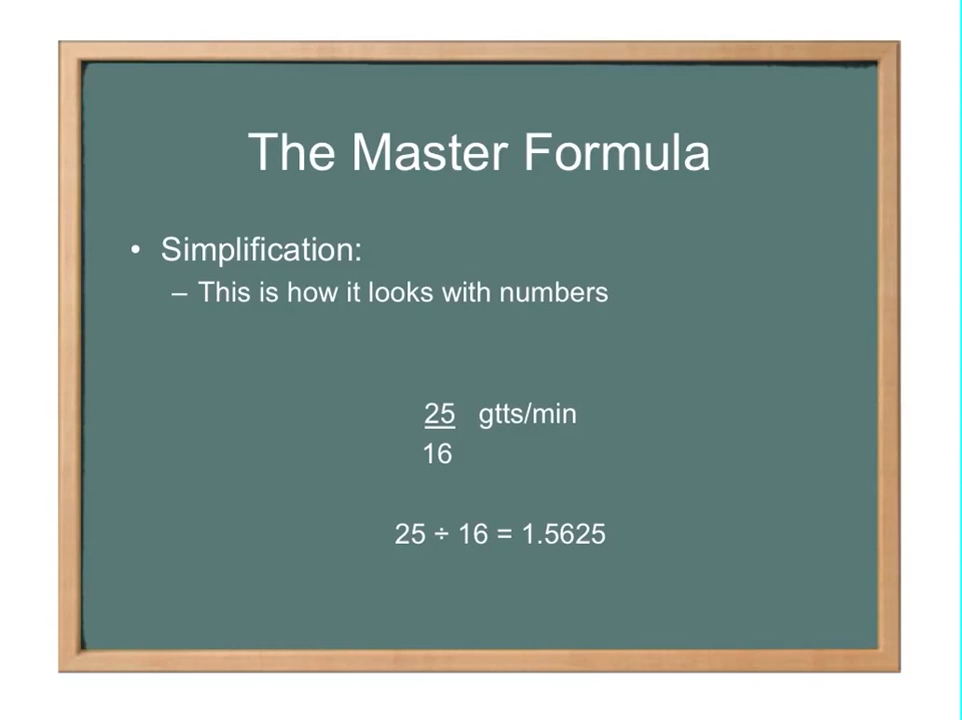 The Master Formula
• Simplification:
– This is how it looks with numbers
25 gtts/min
16
25 ÷ 16 = 1.5625